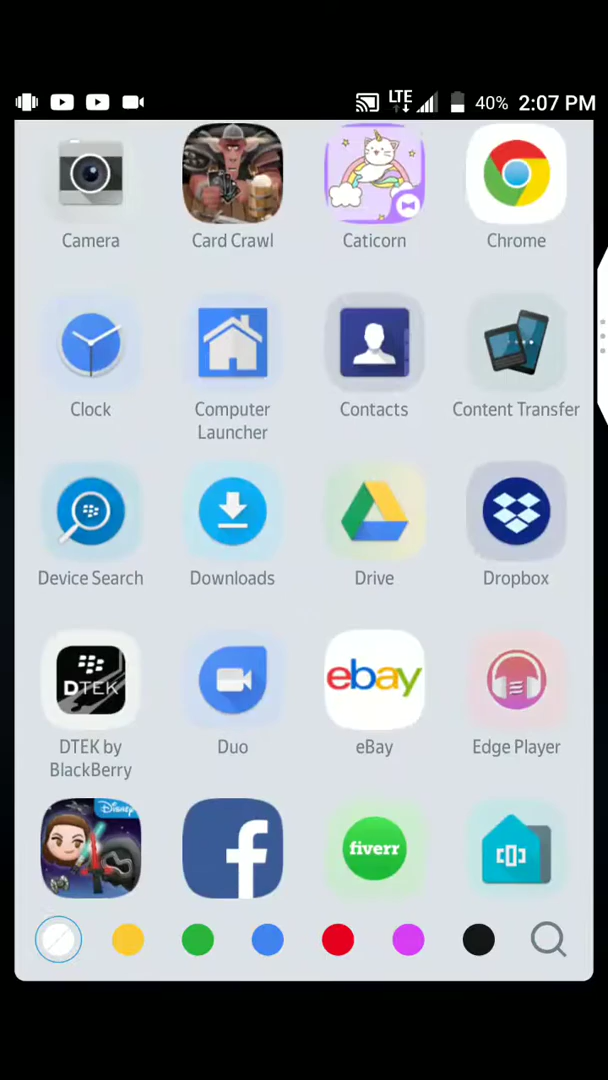 LTE 40% 2:07 PM
Camera Card Crawl Caticorn Chrome
Clock Computer Launcher Contacts Content Transfer
Device Search Downloads Drive Dropbox
DTEK
ebay
DTEK by BlackBerry Duo eBay Edge Player
Disney
f
fiverr